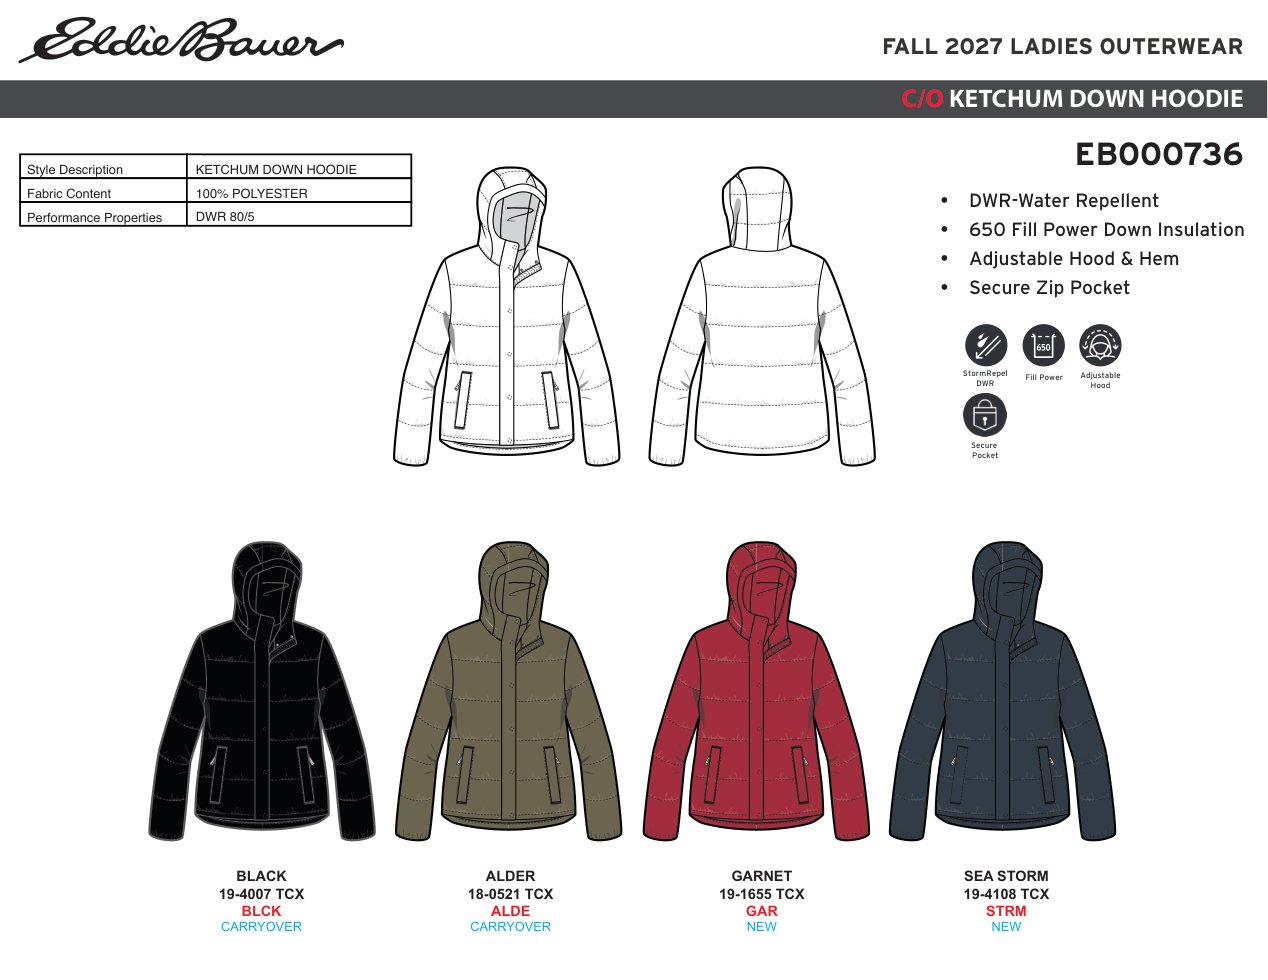 Eddie Bauer
FALL 2027 LADIES OUTERWEAR
C/O KETCHUM DOWN HOODIE
EB000736
Style Description KETCHUM DOWN HOODIE
Fabric Content 100% POLYESTER
Performance Properties DWR 80/5
• DWR-Water Repellent
• 650 Fill Power Down Insulation
• Adjustable Hood & Hem
• Secure Zip Pocket
650
StormRepel
DWR
Fill Power
Adjustable
Hood
Secure
Pocket
BLACK
19-4007 TCX
BLCK
CARRYOVER
ALDER
18-0521 TCX
ALDE
CARRYOVER
GARNET
19-1655 TCX
GAR
NEW
SEA STORM
19-4108 TCX
STRM
NEW